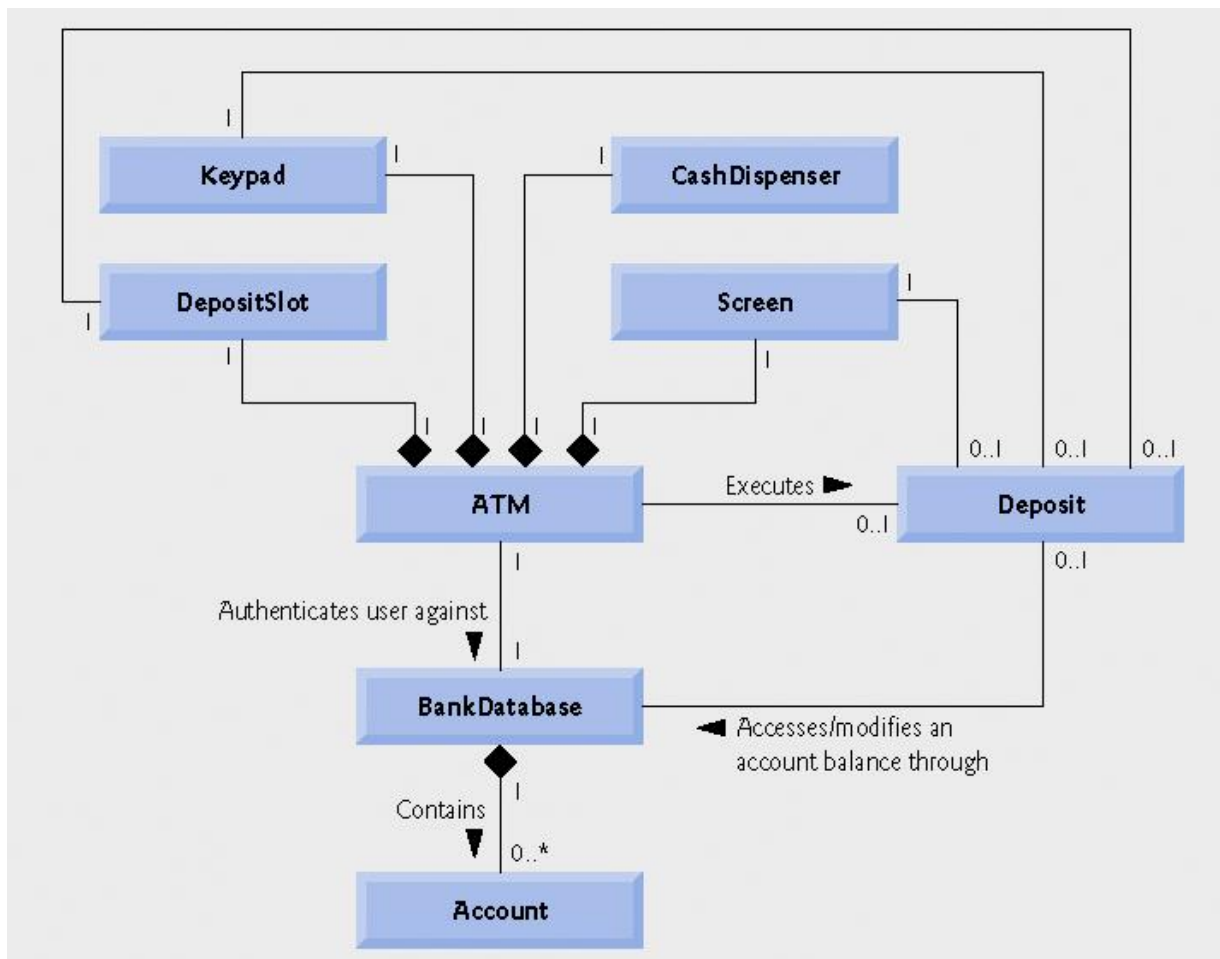 1
1
1
Keypad
CashDispenser
DepositSlot
Screen
1
1
1
1
1
1
1
1
0..1
0..1
0..1
ATM
Executes
0..1
Deposit
1
0..1
Authenticates user against
1
BankDatabase
Accesses/modifies an
account balance through
1
Contains
0..*
Account